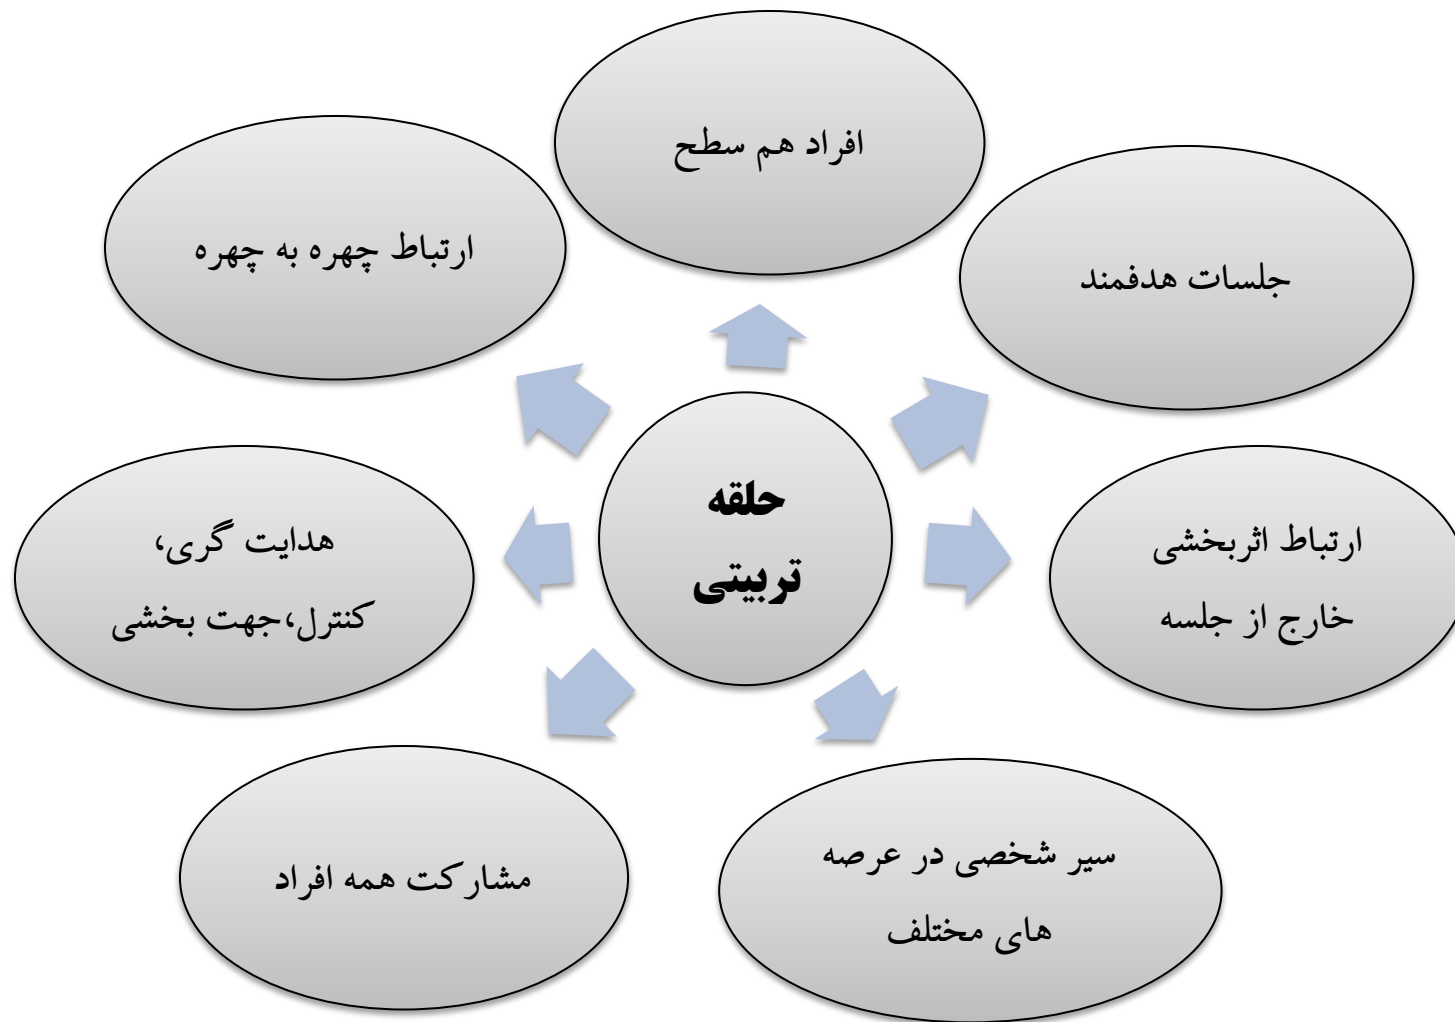 افراد هم سطح
جلسات هدفمند
ارتباط اثربخشی
خارج از جلسه
سیر شخصی در عرصه
های مختلف
مشارکت همه افراد
هدایت گری،
کنترل،جهت بخشی
ارتباط چهره به چهره
حلقه
تربیتی